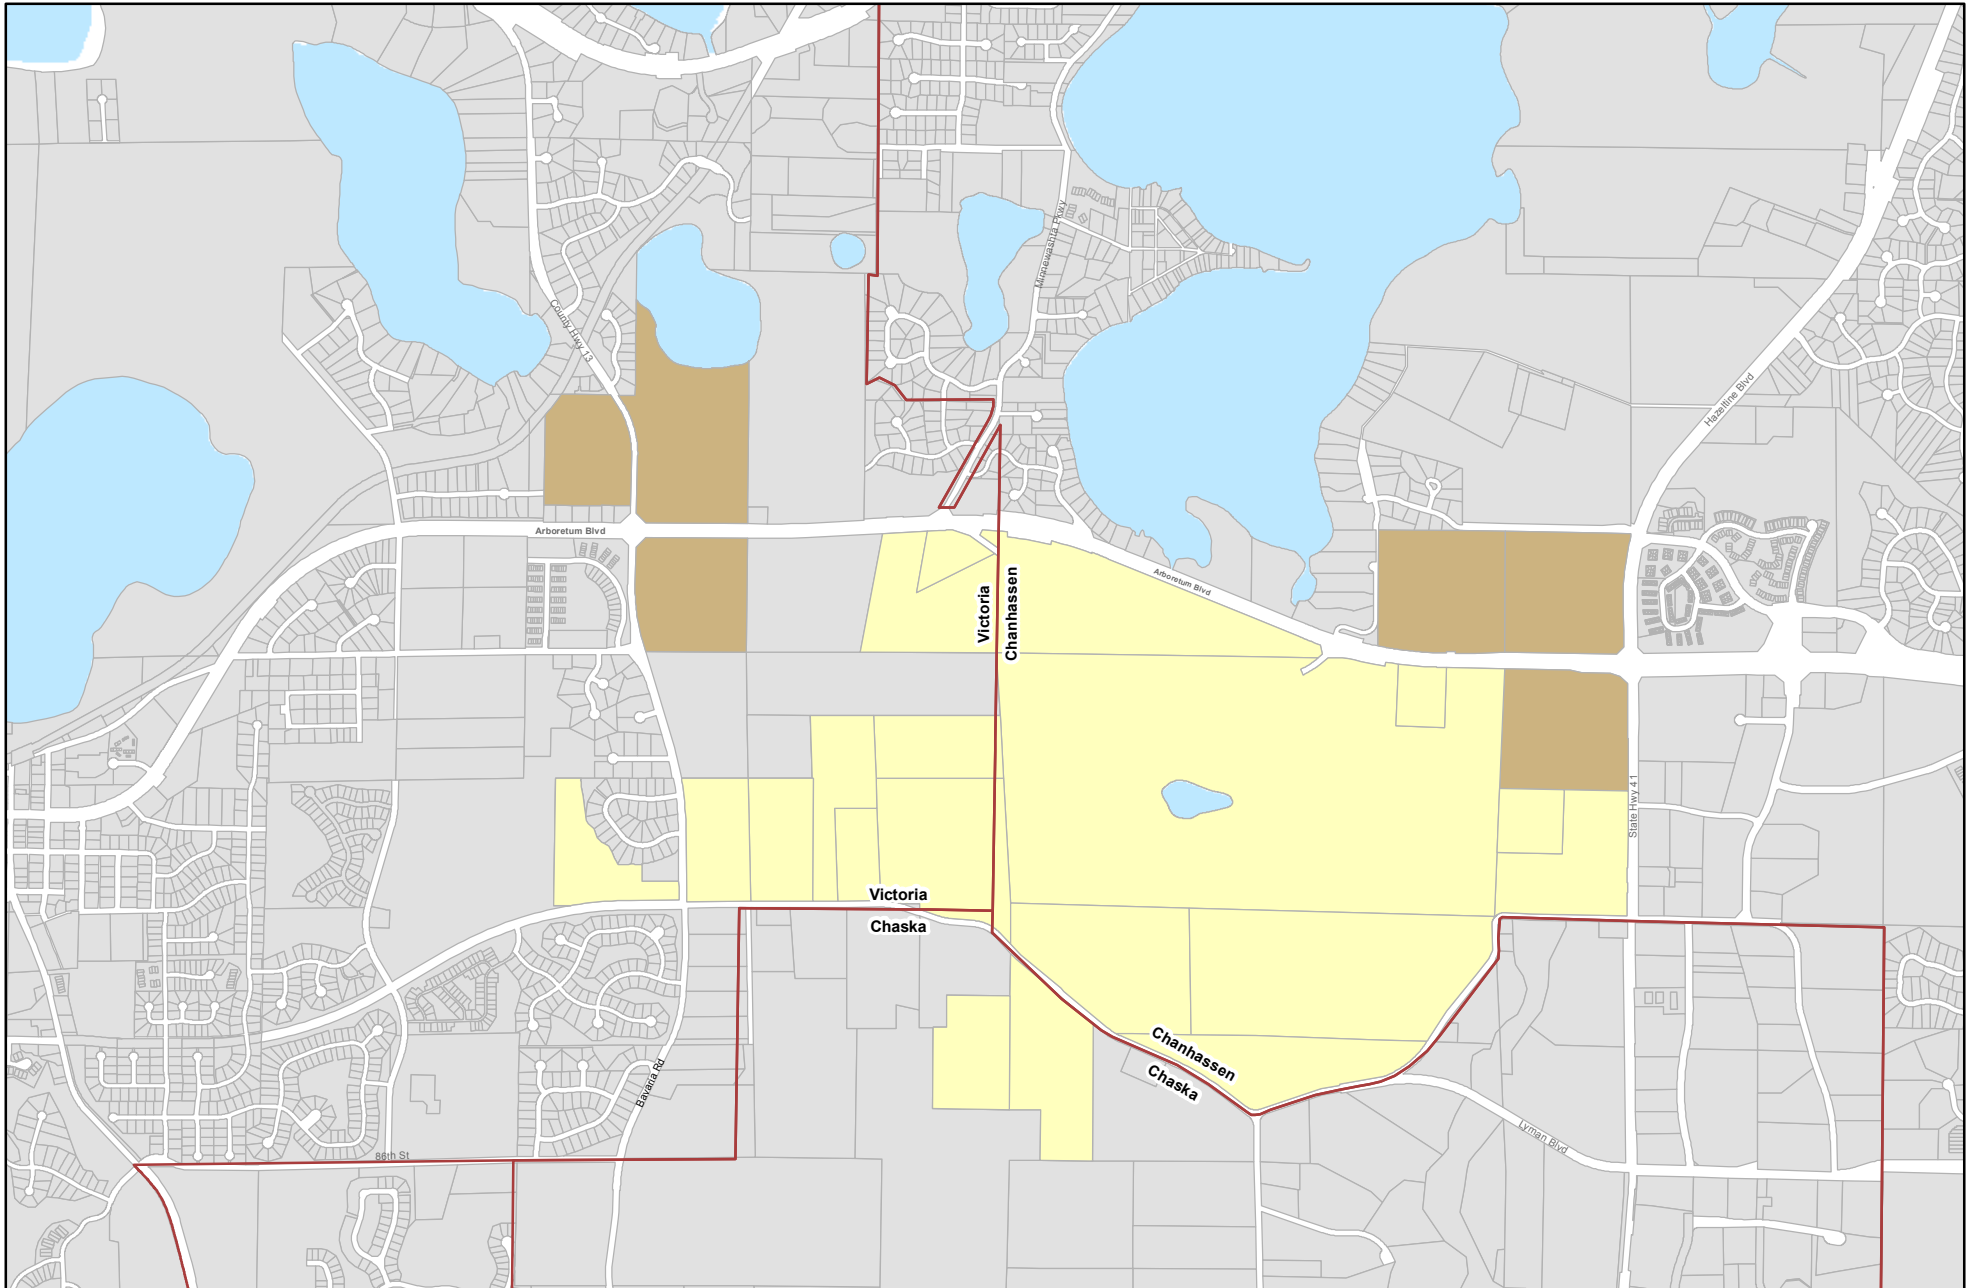 Minnewashta Pkwy
County Hwy 13
Hazeltine Blvd
Arboretum Blvd
Arboretum Blvd
Victoria
Chanhassen
State Hwy 41
Victoria
Chaska
Chanhassen
Chaska
Bavaria Rd
Lyman Blvd
86th St